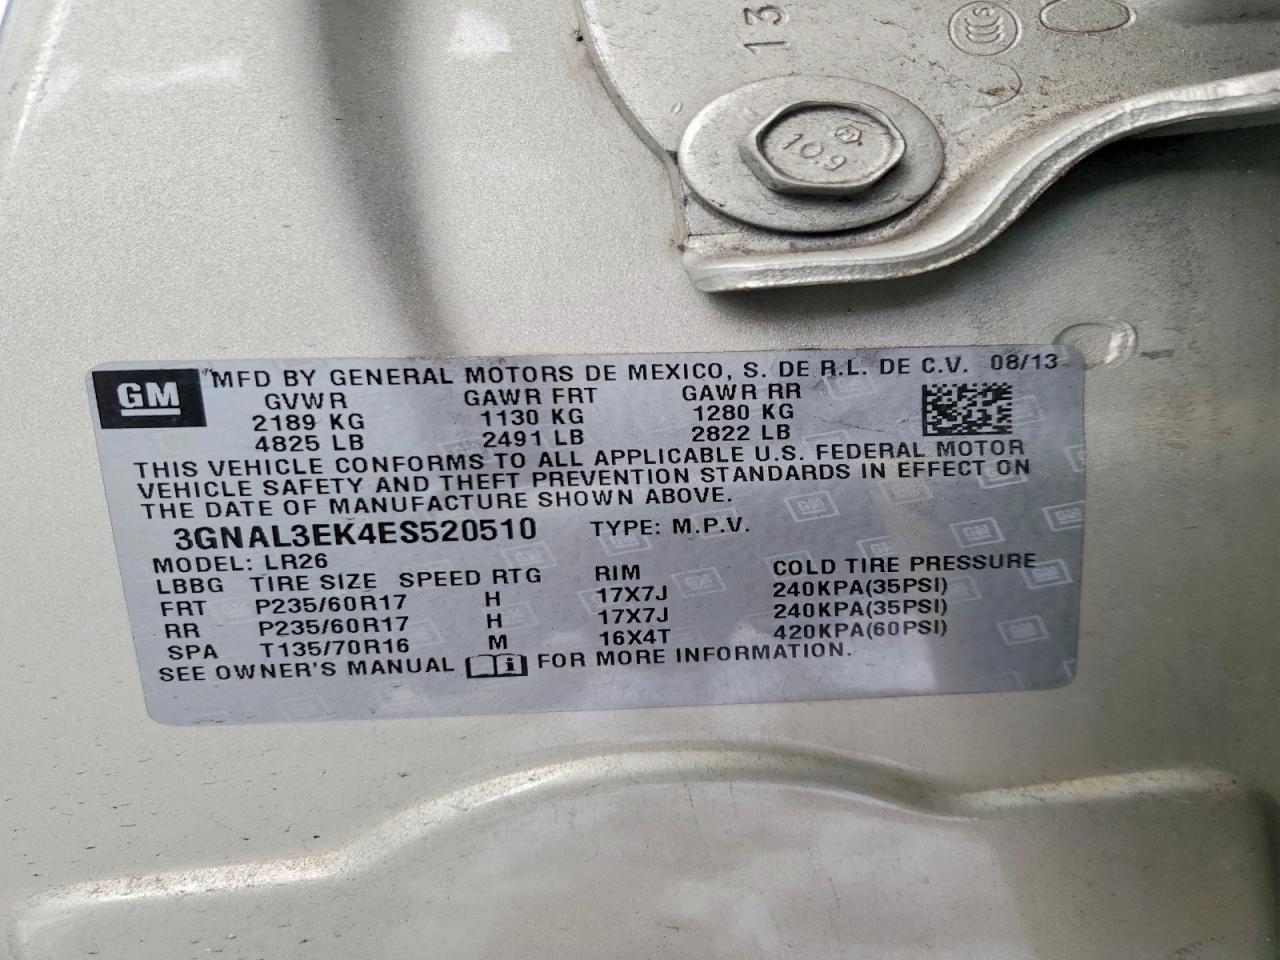 13
CCC S
10.9
GM MFD BY GENERAL MOTORS DE MEXICO, S. DE R.L. DE C.V. 08/13
GVWR GAWR FRT GAWR RR
2189 KG 1130 KG 1280 KG
4825 LB 2491 LB 2822 LB
THIS VEHICLE CONFORMS TO ALL APPLICABLE U.S. FEDERAL MOTOR
VEHICLE SAFETY AND THEFT PREVENTION STANDARDS IN EFFECT ON
THE DATE OF MANUFACTURE SHOWN ABOVE.
3GNAL3EK4ES520510 TYPE: M.P.V.
MODEL: LR26
LBBG TIRE SIZE SPEED RTG RIM COLD TIRE PRESSURE
FRT P235/60R17 H 17X7J 240KPA(35PSI)
RR P235/60R17 H 17X7J 240KPA(35PSI)
SPA T135/70R16 M 16X4T 420KPA(60PSI)
SEE OWNER'S MANUAL i FOR MORE INFORMATION.